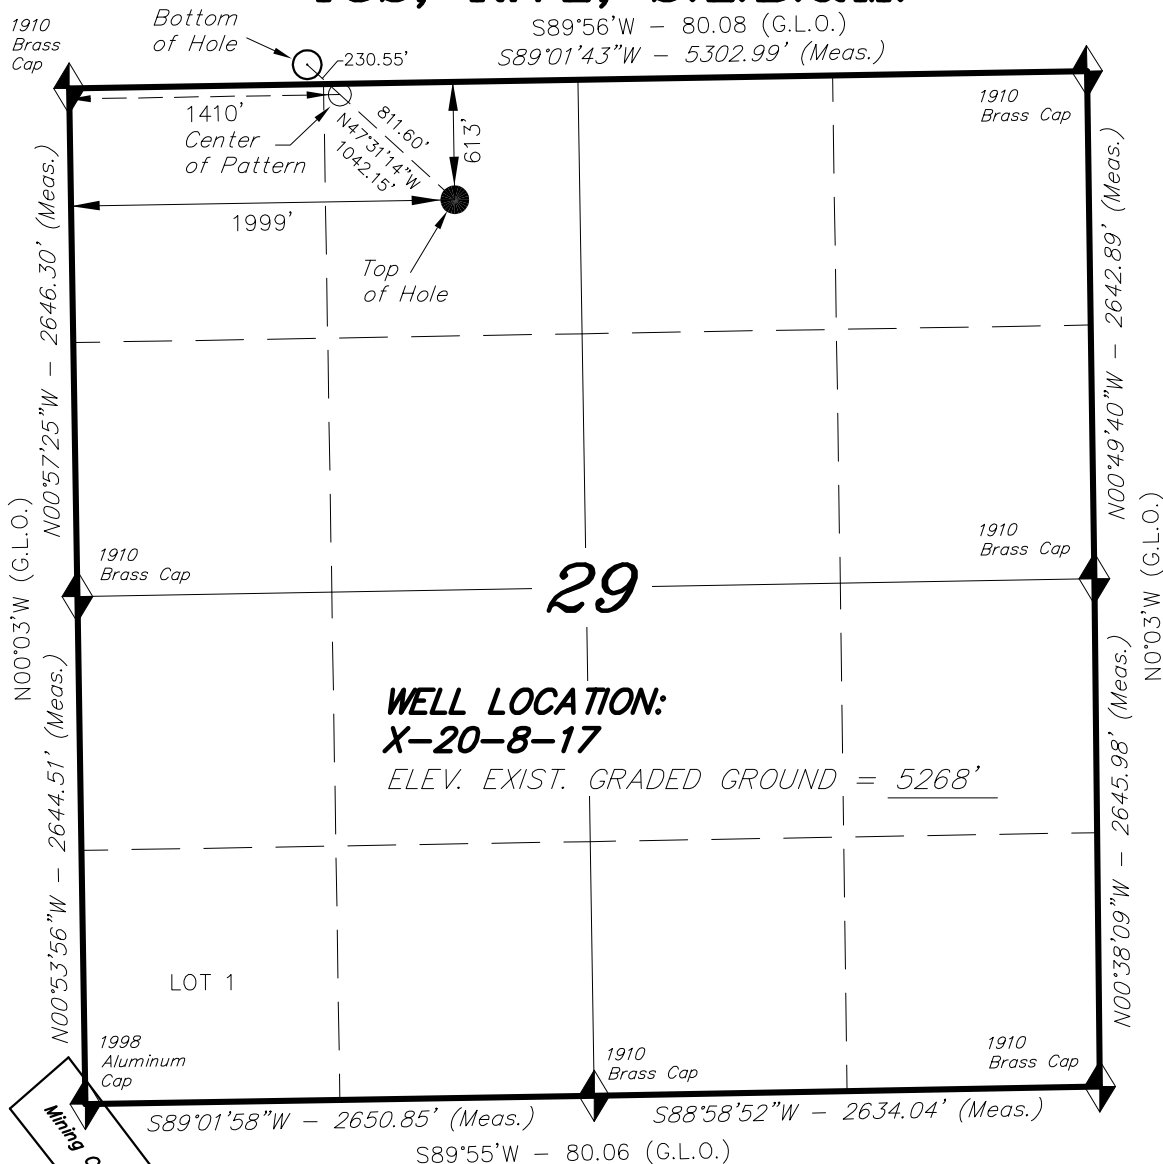 S89°56'W - 80.08 (G.L.O.)
S89°01'43"W - 5302.99' (Meas.)
1910
Brass
Cap
Bottom
of Hole
230.55'
1410'
Center
of Pattern
811.60'
N47°31'14"W
1042.15'
613'
1999'
Top
of Hole
1910
Brass Cap
N00°57'25"W - 2646.30' (Meas.)
N00°49'40"W - 2642.89' (Meas.)
N00°03'W (G.L.O.)
N0°03'W (G.L.O.)
1910
Brass Cap
1910
Brass Cap
29
WELL LOCATION:
X-20-8-17
ELEV. EXIST. GRADED GROUND = 5268'
N00°53'56"W - 2644.51' (Meas.)
N00°38'09"W - 2645.98' (Meas.)
LOT 1
1998
Aluminum
Cap
1910
Brass Cap
1910
Brass Cap
Mining
S89°01'58"W - 2650.85' (Meas.)
S88°58'52"W - 2634.04' (Meas.)
S89°55'W - 80.06 (G.L.O.)